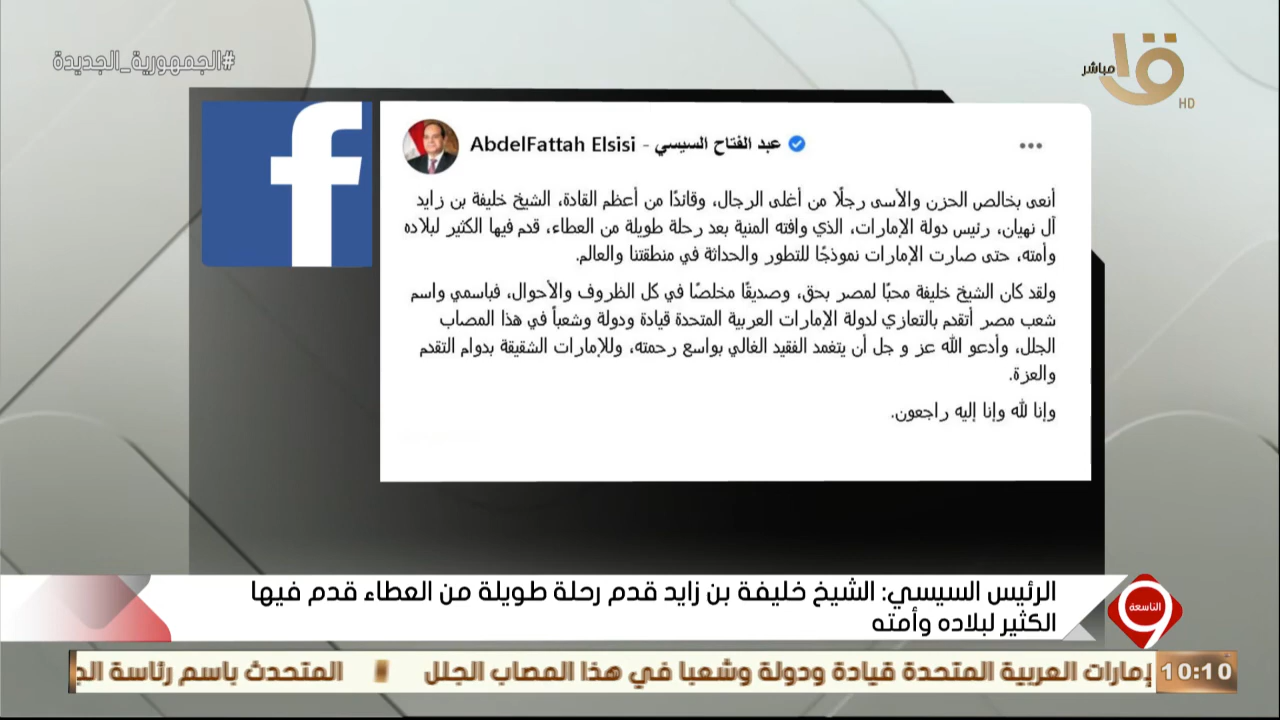 #الجمهورية_الجديدة
مباشر
HD
AbdelFattah Elsisi - عبد الفتاح السيسي
أنعى بخالص الحزن والأسى رجلًا من أغلى الرجال، وقائدًا من أعظم القادة، الشيخ خليفة بن زايد
آل نهيان، رئيس دولة الإمارات، الذي وافته المنية بعد رحلة طويلة من العطاء، قدم فيها الكثير لبلاده
وأمته، حتى صارت الإمارات نموذجًا للتطور والحداثة في منطقتنا والعالم.
ولقد كان الشيخ خليفة محبًا لمصر بحق، وصديقًا مخلصًا في كل الظروف والأحوال، فباسمي واسم
شعب مصر أتقدم بالتعازي لدولة الإمارات العربية المتحدة قيادة ودولة وشعباً في هذا المصاب
الجلل، وأدعو الله عز و جل أن يتغمد الفقيد الغالي بواسع رحمته، وللإمارات الشقيقة بدوام التقدم
والعزة.
وإنا لله وإنا إليه راجعون.
الرئيس السيسي: الشيخ خليفة بن زايد قدم رحلة طويلة من العطاء قدم فيها
الكثير لبلاده وأمته
التاسعة
9
10:10
إمارات العربية المتحدة قيادة ودولة وشعبا في هذا المصاب الجلل المتحدث باسم رئاسة الج